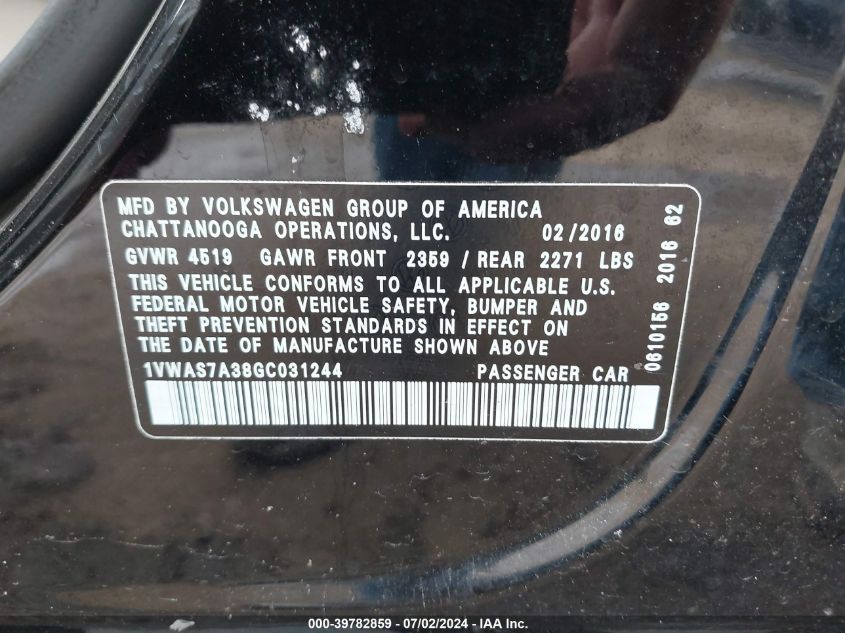 MFD BY VOLKSWAGEN GROUP OF AMERICA
CHATTANOOGA OPERATIONS, LLC. 02/2016
GVWR 4519 GAWR FRONT 2359 / REAR 2271 LBS
THIS VEHICLE CONFORMS TO ALL APPLICABLE U.S.
FEDERAL MOTOR VEHICLE SAFETY, BUMPER AND
THEFT PREVENTION STANDARDS IN EFFECT ON
THE DATE OF MANUFACTURE SHOWN ABOVE
1VWAS7A38GC031244 PASSENGER CAR
0610156 2016 62
000-39782859 - 07/02/2024 - IAA Inc.